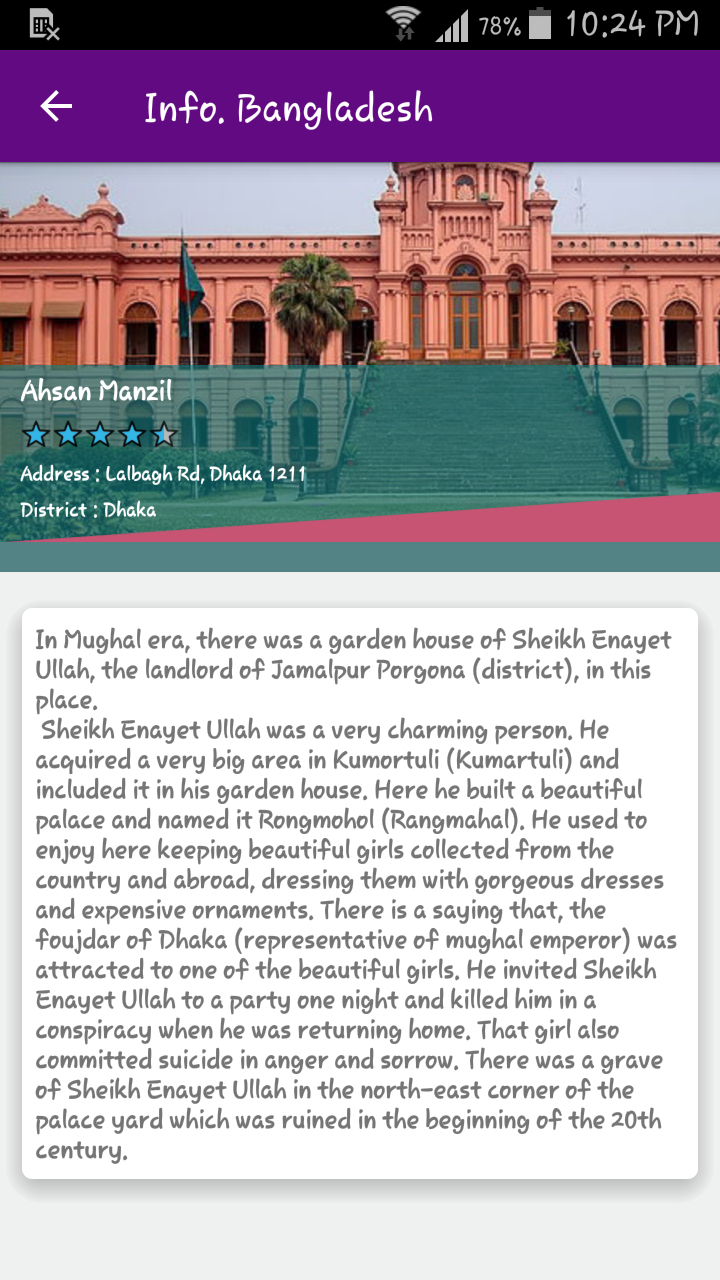 78% 10:24 PM
Info. Bangladesh
Ahsan Manzil
Address : Lalbagh Rd, Dhaka 1211
District : Dhaka
In Mughal era, there was a garden house of Sheikh Enayet
Ullah, the landlord of Jamalpur Porgona (district), in this
place.
Sheikh Enayet Ullah was a very charming person. He
acquired a very big area in Kumortuli (Kumartuli) and
included it in his garden house. Here he built a beautiful
palace and named it Rongmohol (Rangmahal). He used to
enjoy here keeping beautiful girls collected from the
country and abroad, dressing them with gorgeous dresses
and expensive ornaments. There is a saying that, the
foujdar of Dhaka (representative of mughal emperor) was
attracted to one of the beautiful girls. He invited Sheikh
Enayet Ullah to a party one night and killed him in a
conspiracy when he was returning home. That girl also
committed suicide in anger and sorrow. There was a grave
of Sheikh Enayet Ullah in the north-east corner of the
palace yard which was ruined in the beginning of the 20th
century.